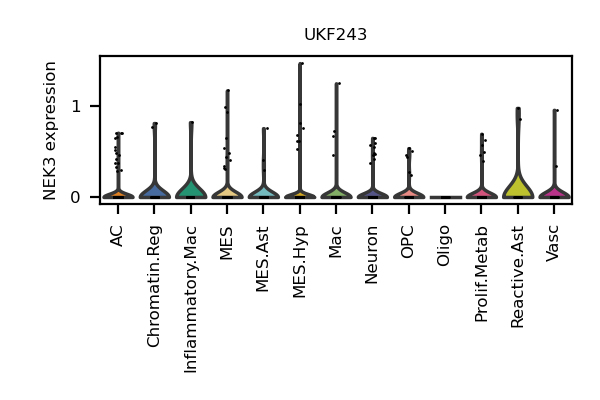 UKF243
NEK3 expression
1
0
AC
Chromatin.Reg
Inflammatory.Mac
MES
MES.Ast
MES.Hyp
Mac
Neuron
OPC
Oligo
Prolif.Metab
Reactive.Ast
Vasc